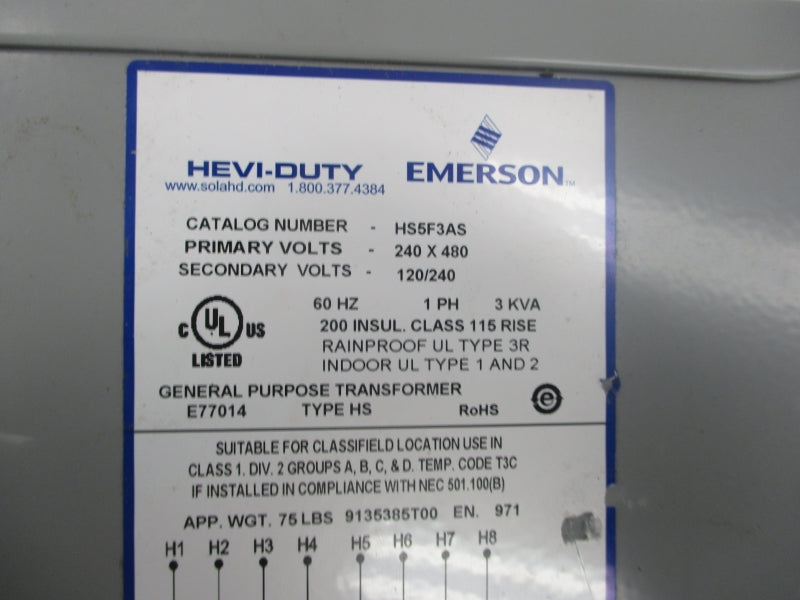 HEVI-DUTY
www.solahd.com 1.800.377.4384
EMERSON™
CATALOG NUMBER - HS5F3AS
PRIMARY VOLTS - 240 X 480
SECONDARY VOLTS - 120/240
60 HZ 1 PH 3 KVA
200 INSUL. CLASS 115 RISE
RAINPROOF UL TYPE 3R
INDOOR UL TYPE 1 AND 2
C UL US
LISTED
GENERAL PURPOSE TRANSFORMER
E77014 TYPE HS RoHS e
SUITABLE FOR CLASSIFIELD LOCATION USE IN
CLASS 1. DIV. 2 GROUPS A, B, C, & D. TEMP. CODE T3C
IF INSTALLED IN COMPLIANCE WITH NEC 501.100(B)
APP. WGT. 75 LBS 9135385T00 EN. 971
H1 H2 H3 H4 H5 H6 H7 H8